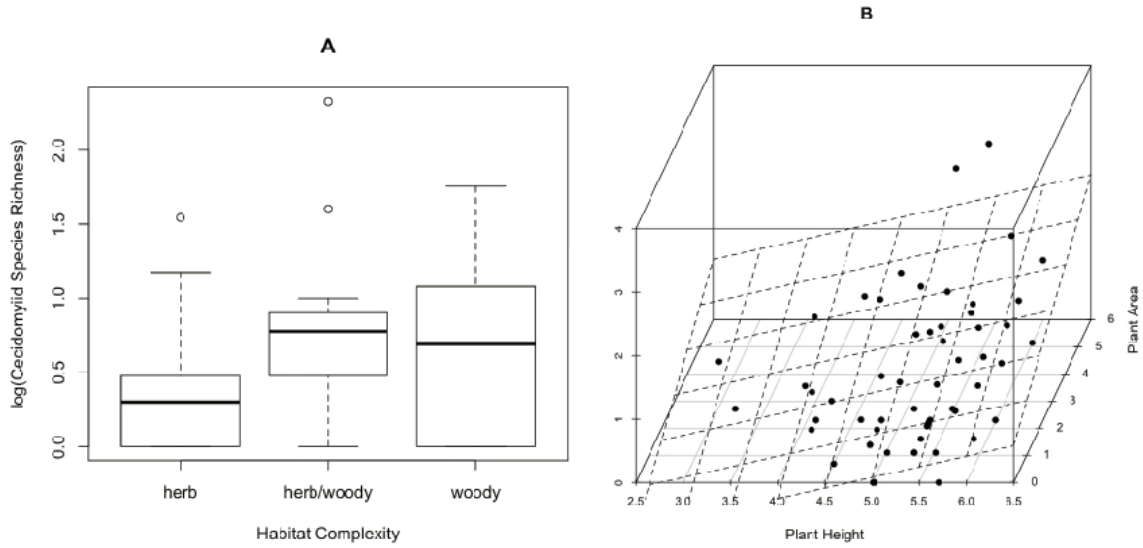 A
log(Cecidomyiid Species Richness)
0.0
0.5
1.0
1.5
2.0
herb
herb/woody
woody
Habitat Complexity
B
4
3
2
1
0
2.5 3.0 3.5 4.0 4.5 5.0 5.5 6.0 6.5
Plant Height
0
1
2
3
4
5
6
Plant Area